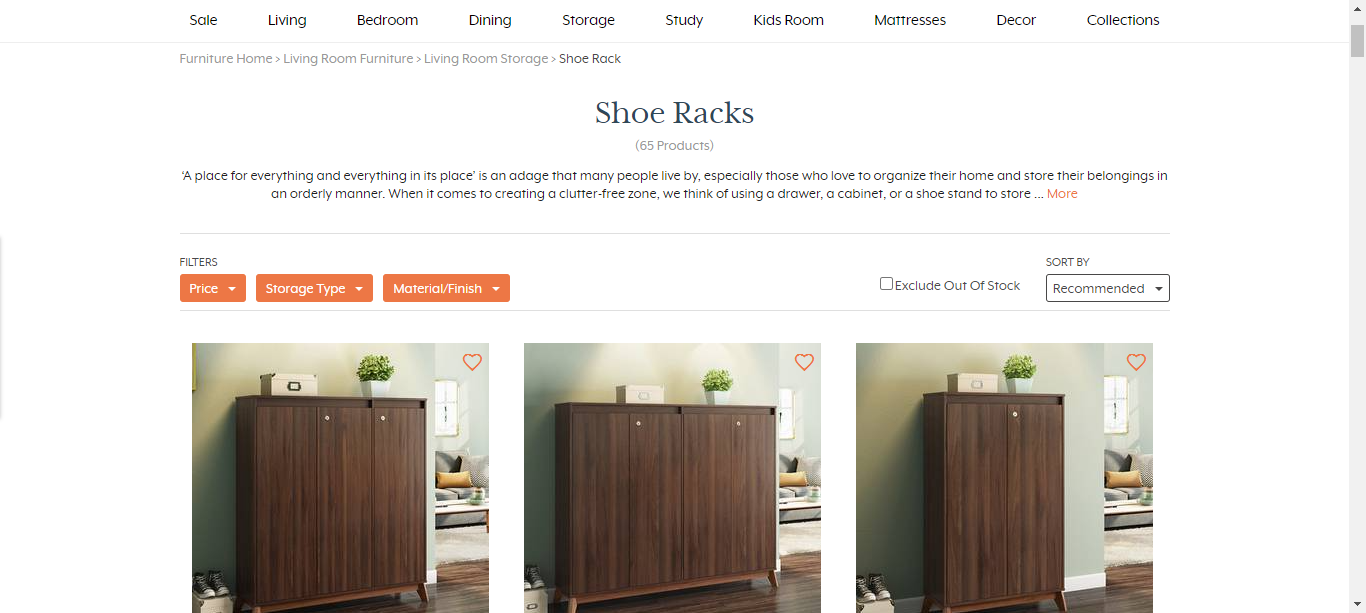 Sale Living Bedroom Dining Storage Study Kids Room Mattresses Decor Collections
Furniture Home > Living Room Furniture > Living Room Storage > Shoe Rack
Shoe Racks
(65 Products)
'A place for everything and everything in its place' is an adage that many people live by, especially those who love to organize their home and store their belongings in
an orderly manner. When it comes to creating a clutter-free zone, we think of using a drawer, a cabinet, or a shoe stand to store ... More
FILTERS
Price Material/Finish Storage Type
Exclude Out Of Stock
SORT BY
Recommended